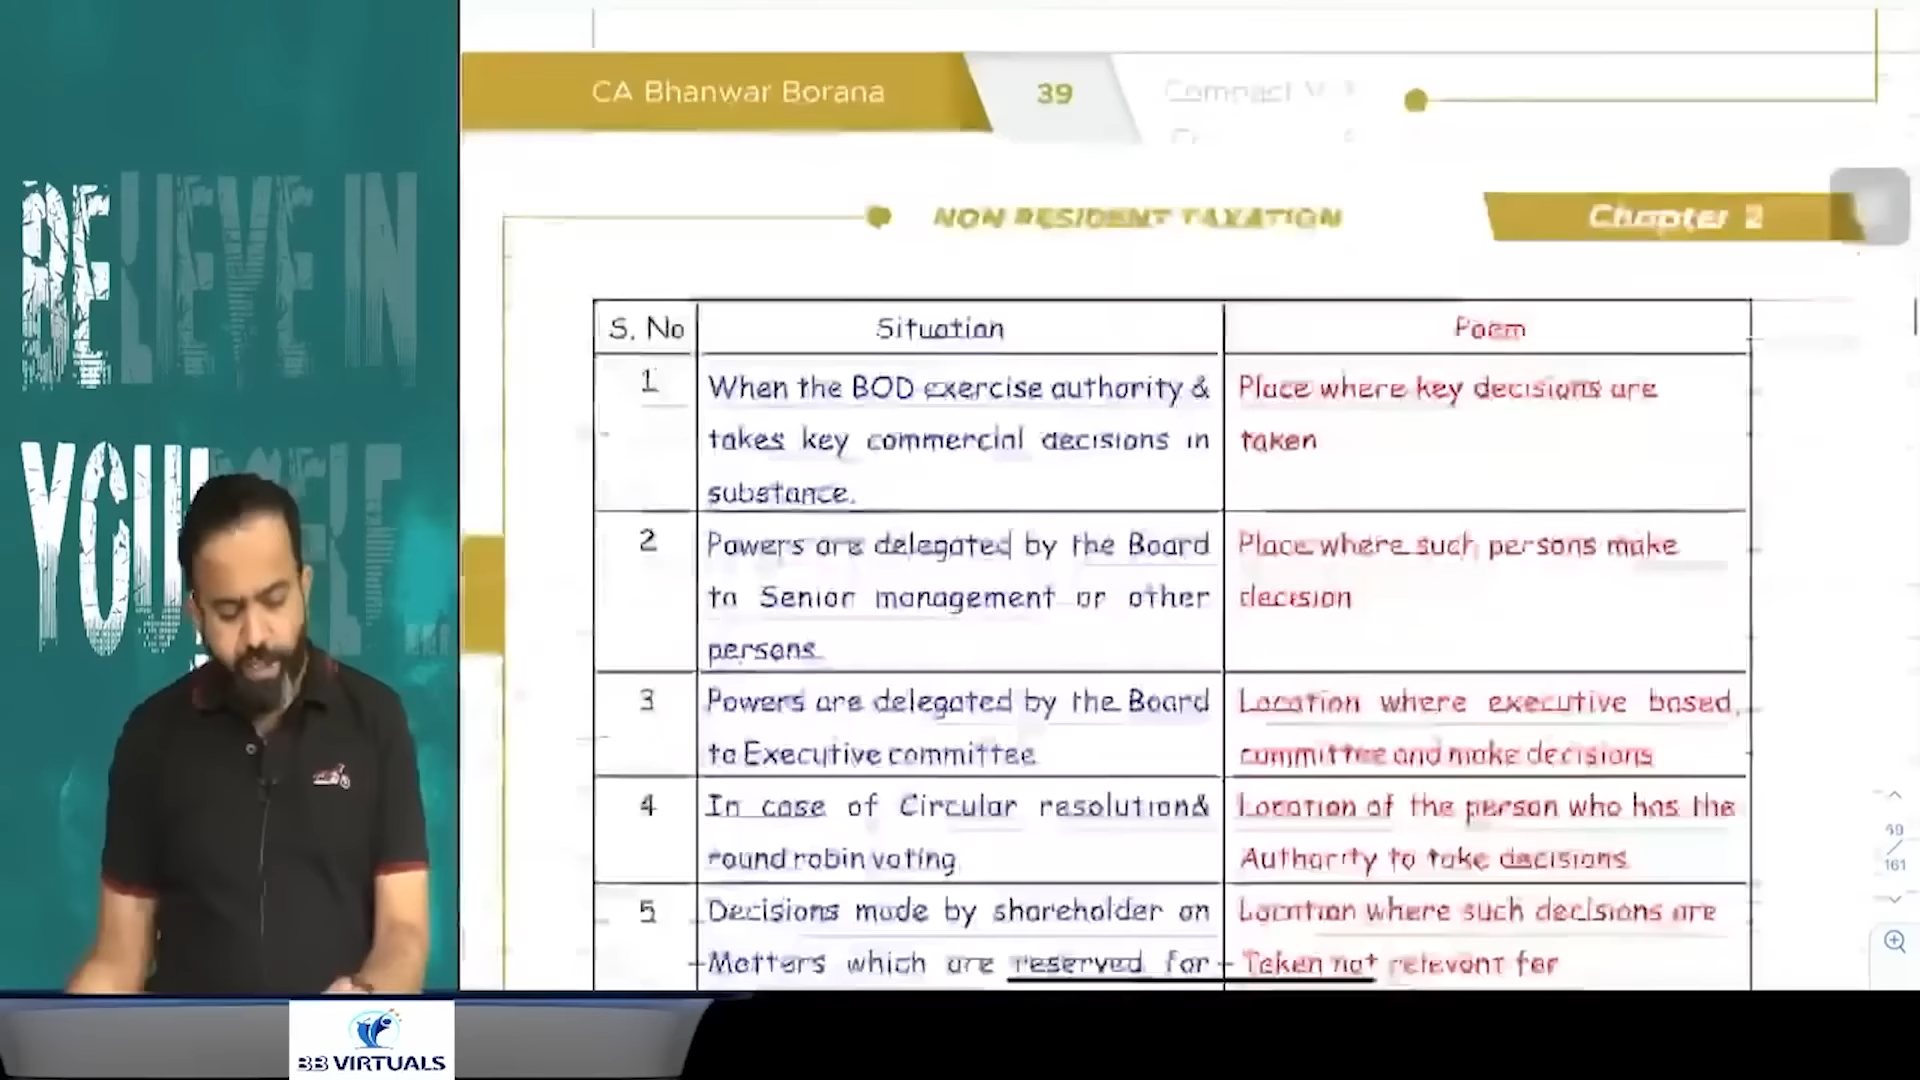 BELIEVE IN
CA Bhanwar Borana
39
Compact
NON RESIDENT TAXATION
Chapter 2
S. No
Situation
Poem
1
When the BOD exercise authority &
takes key commercial decisions in
substance.
Place where key decisions are
taken
2
Powers are delegated by the Board
to Senior management or other
persons
Place where such persons make
decision
3
Powers are delegated by the Board
to Executive committee
Location where executive based,
committee and make decisions
4
In case of Circular resolution&
round robin voting
Location of the person who has the
Authority to take decisions
5
Decisions made by shareholder on
Matters which are reserved for
Location where such decisions are
Taken not relevant for
161
BB VIRTUALS